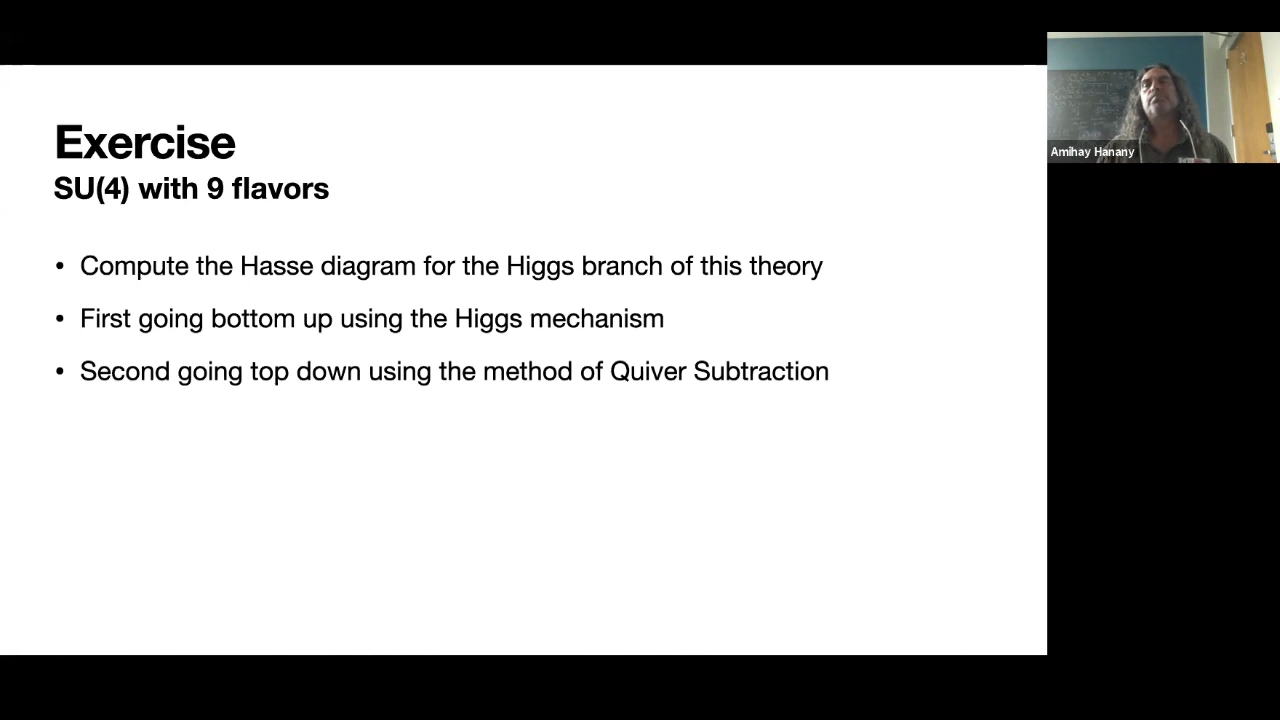 Exercise
SU(4) with 9 flavors
• Compute the Hasse diagram for the Higgs branch of this theory
• First going bottom up using the Higgs mechanism
• Second going top down using the method of Quiver Subtraction
Amihay Hanany